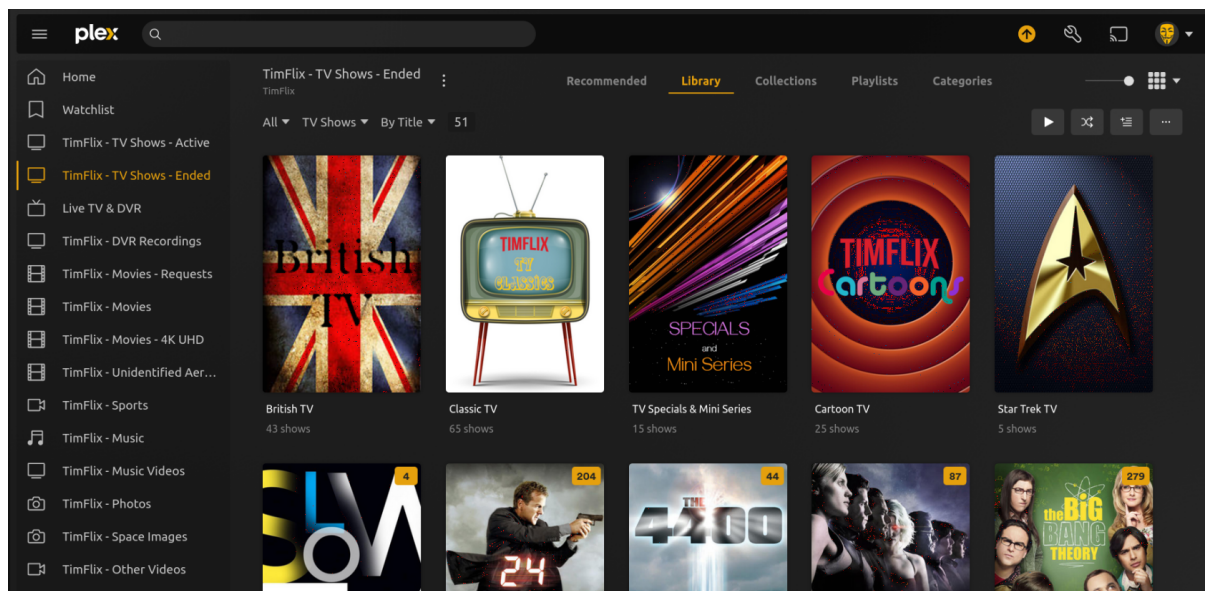 plex
Home
Watchlist
TimFlix - TV Shows - Active
TimFlix - TV Shows - Ended
Live TV & DVR
TimFlix - DVR Recordings
TimFlix - Movies - Requests
TimFlix - Movies
TimFlix - Movies - 4K UHD
TimFlix - Unidentified Aer...
TimFlix - Sports
TimFlix - Music
TimFlix - Music Videos
TimFlix - Photos
TimFlix - Space Images
TimFlix - Other Videos
TimFlix - TV Shows - Ended
TimFlix
Recommended Library Collections Playlists Categories
All TV Shows By Title 51
British
TV
TIMFLIX
TV
CLASSICS
SPECIALS
and
Mini Series
TIMFLIX
Cartoons
British TV
43 shows
Classic TV
65 shows
TV Specials & Mini Series
15 shows
Cartoon TV
25 shows
Star Trek TV
5 shows
4
SLOW
204
24
44
THE
4400
87
279
the BIG
BANG
THEORY